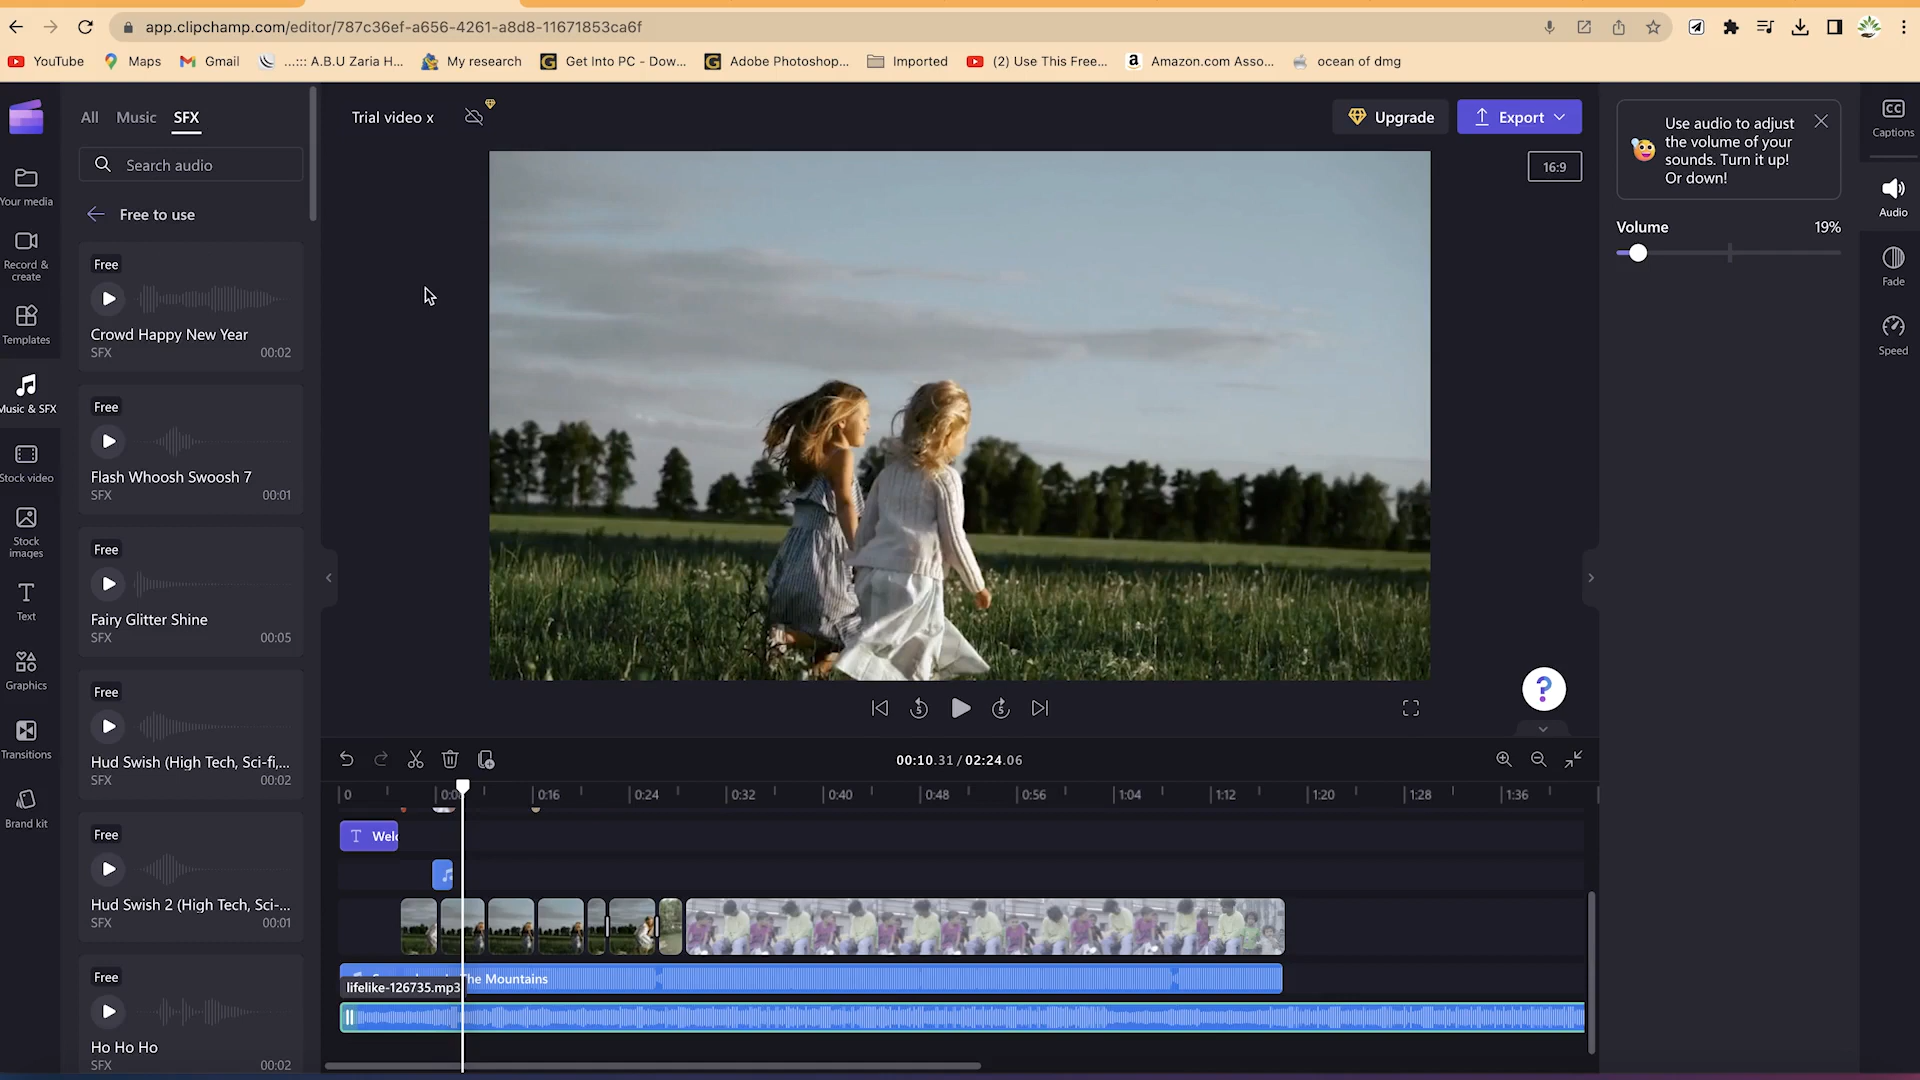 app.clipchamp.com/editor/787c36ef-a656-4261-a8d8-11671853ca6f
YouTube
Maps
Gmail
...::: A.B.U Zaria H...
My research
Get Into PC - Dow...
Adobe Photoshop...
Imported
(2) Use This Free...
Amazon.com Asso...
ocean of dmg
Your media
Record &
create
Templates
Music & SFX
Stock video
Stock
images
Text
Graphics
Transitions
Brand kit
All
Music
SFX
Search audio
Free to use
Free
Crowd Happy New Year
SFX
00:02
Free
Flash Whoosh Swoosh 7
SFX
00:01
Free
Fairy Glitter Shine
SFX
00:05
Free
Hud Swish (High Tech, Sci-fi,...
SFX
00:02
Free
Hud Swish 2 (High Tech, Sci-...
SFX
00:01
Free
Ho Ho Ho
SFX
00:02
Trial video x
Upgrade
Export
16:9
Use audio to adjust
the volume of your
sounds. Turn it up!
Or down!
Volume
19%
CC
Captions
Audio
Fade
Speed
5
5
?
00:10.31 / 02:24.06
0
0:16
0:24
0:32
0:40
0:48
0:56
1:04
1:12
1:20
1:28
1:36
T
The Mountains
lifelike-126735.mp3